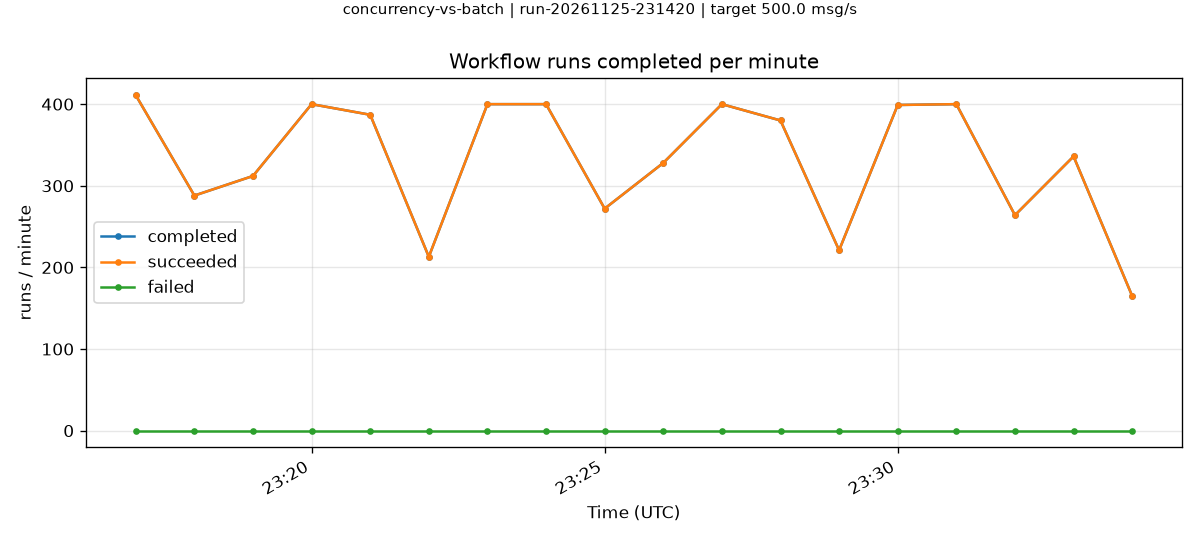 concurrency-vs-batch | run-20261125-231420 | target 500.0 msg/s
Workflow runs completed per minute
400
300
200
100
0
runs / minute
completed
succeeded
failed
23:20
23:25
23:30
Time (UTC)